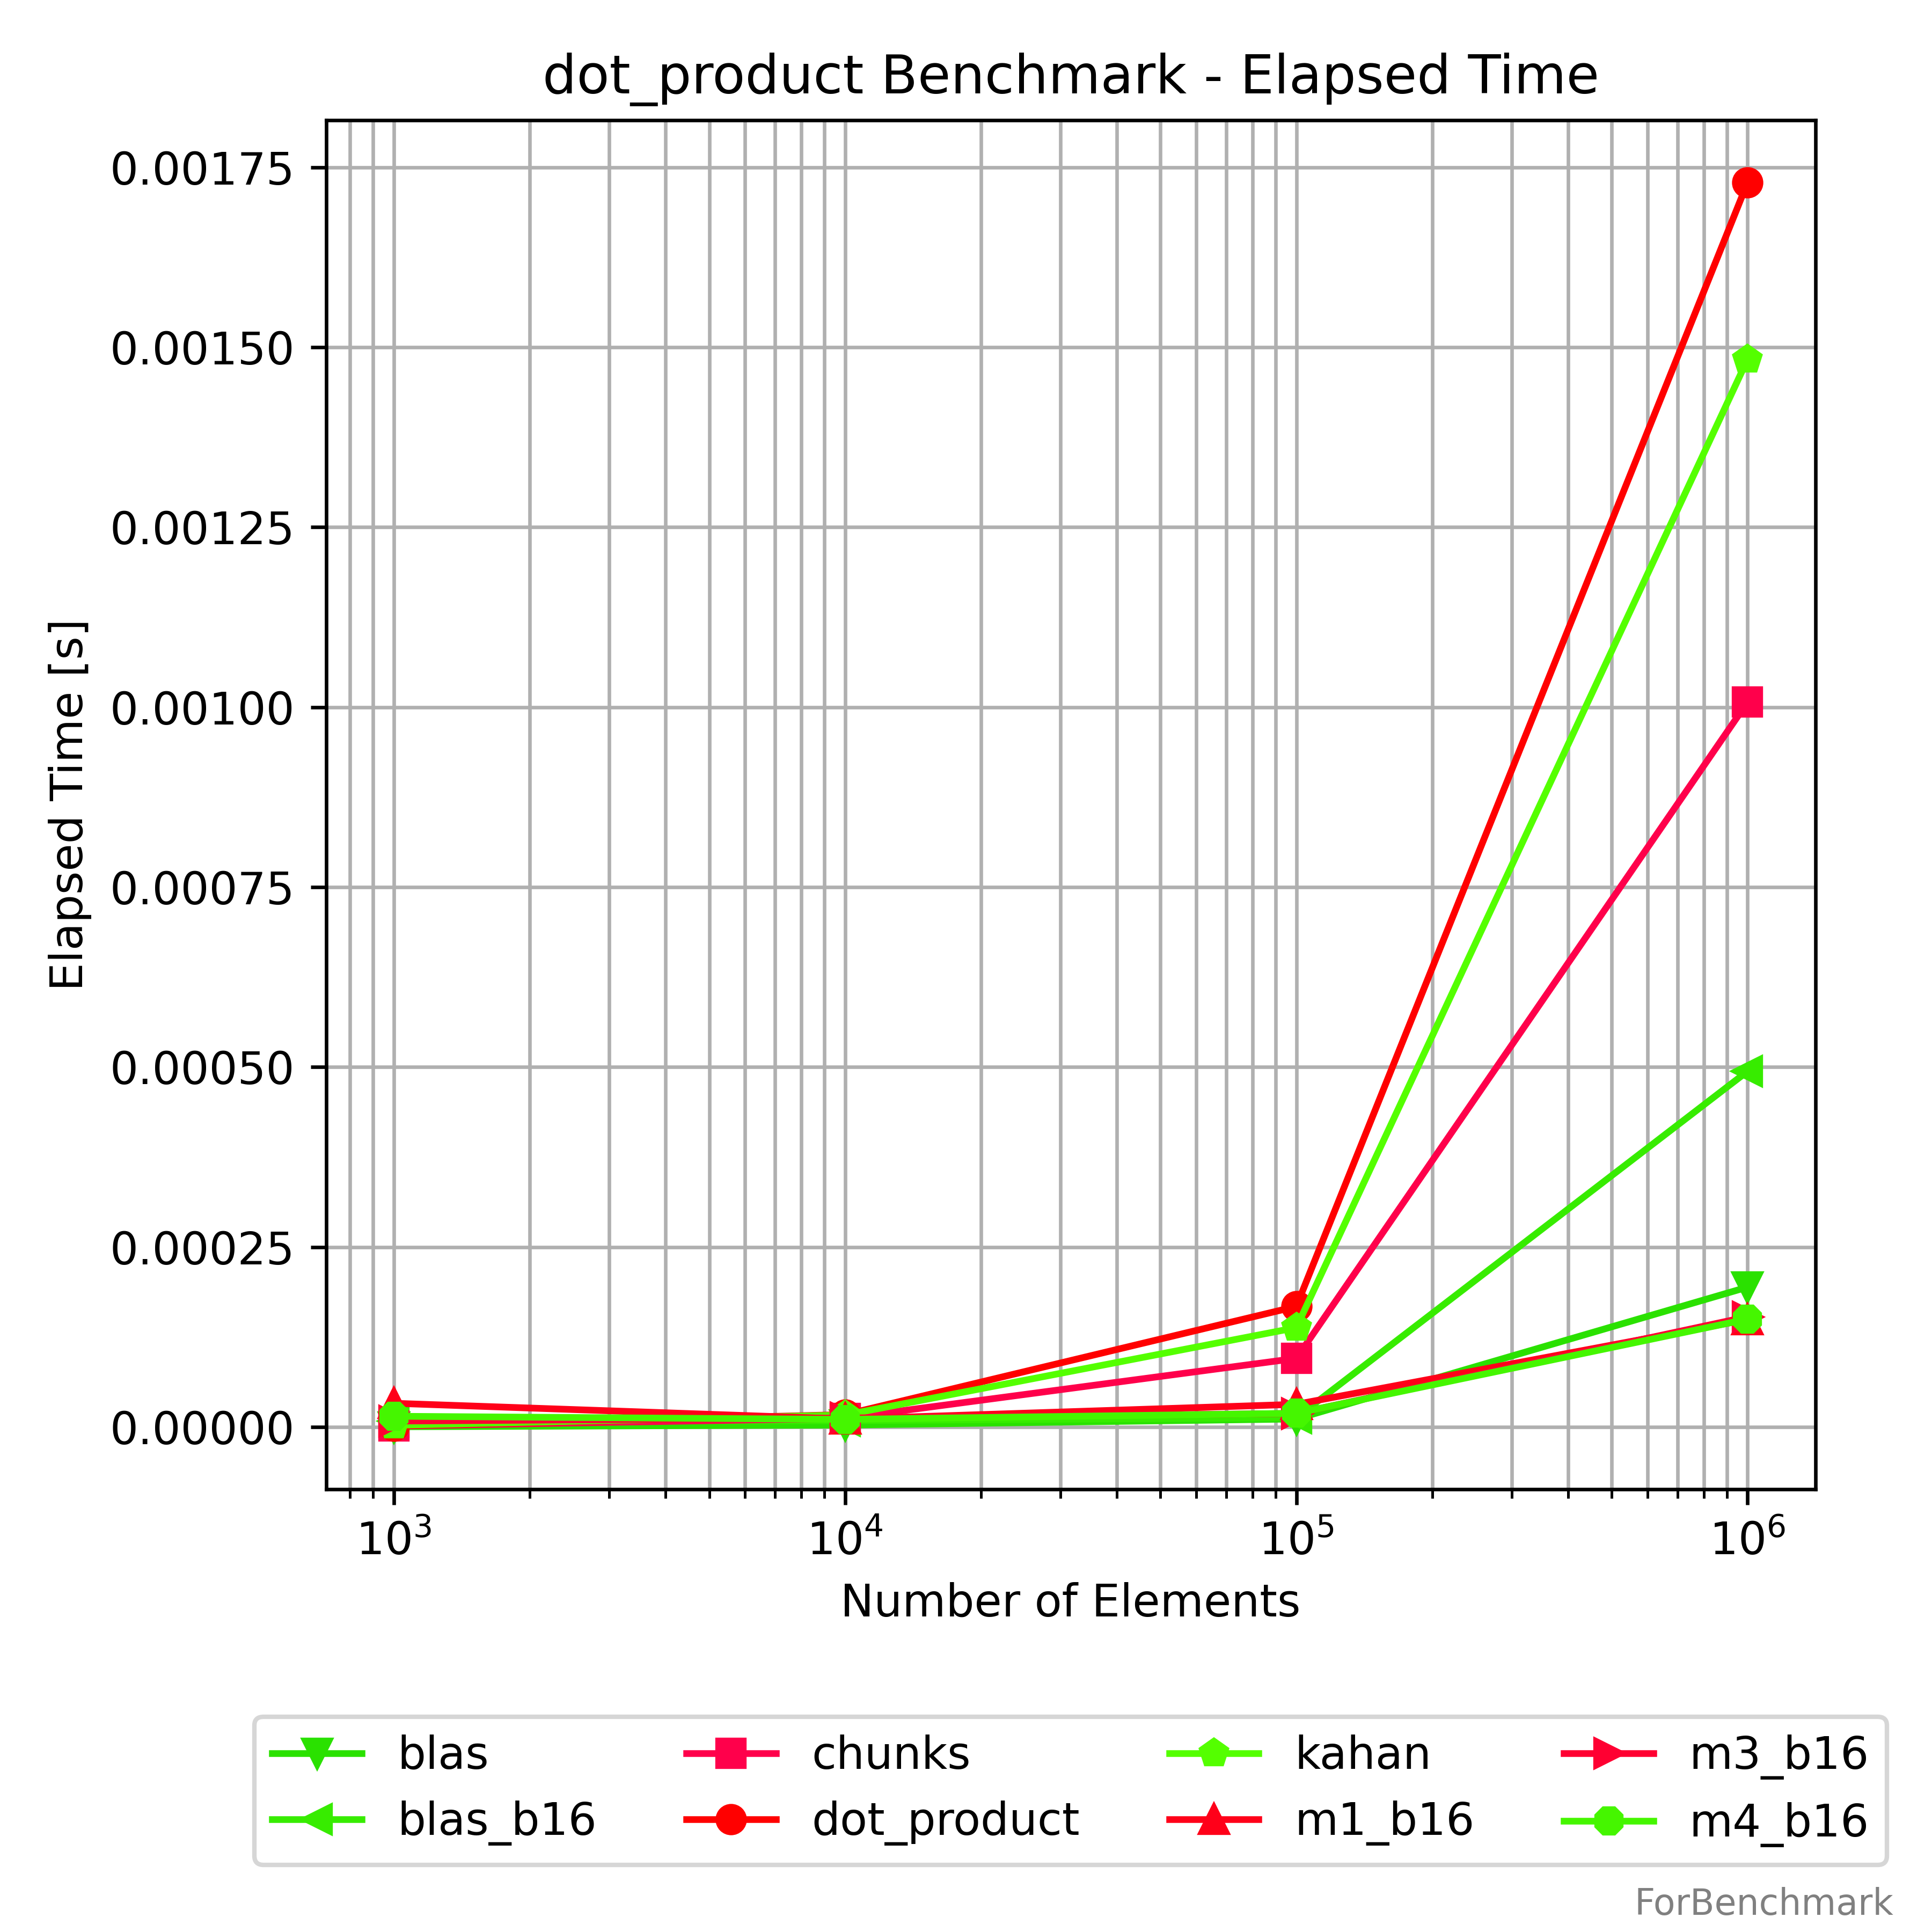 dot_product Benchmark - Elapsed Time
0.00175
0.00150
0.00125
0.00100
0.00075
0.00050
0.00025
0.00000
Elapsed Time [s]
10³ 10⁴ 10⁵ 10⁶
Number of Elements
blas chunks kahan m3_b16
blas_b16 dot_product m1_b16 m4_b16
ForBenchmark